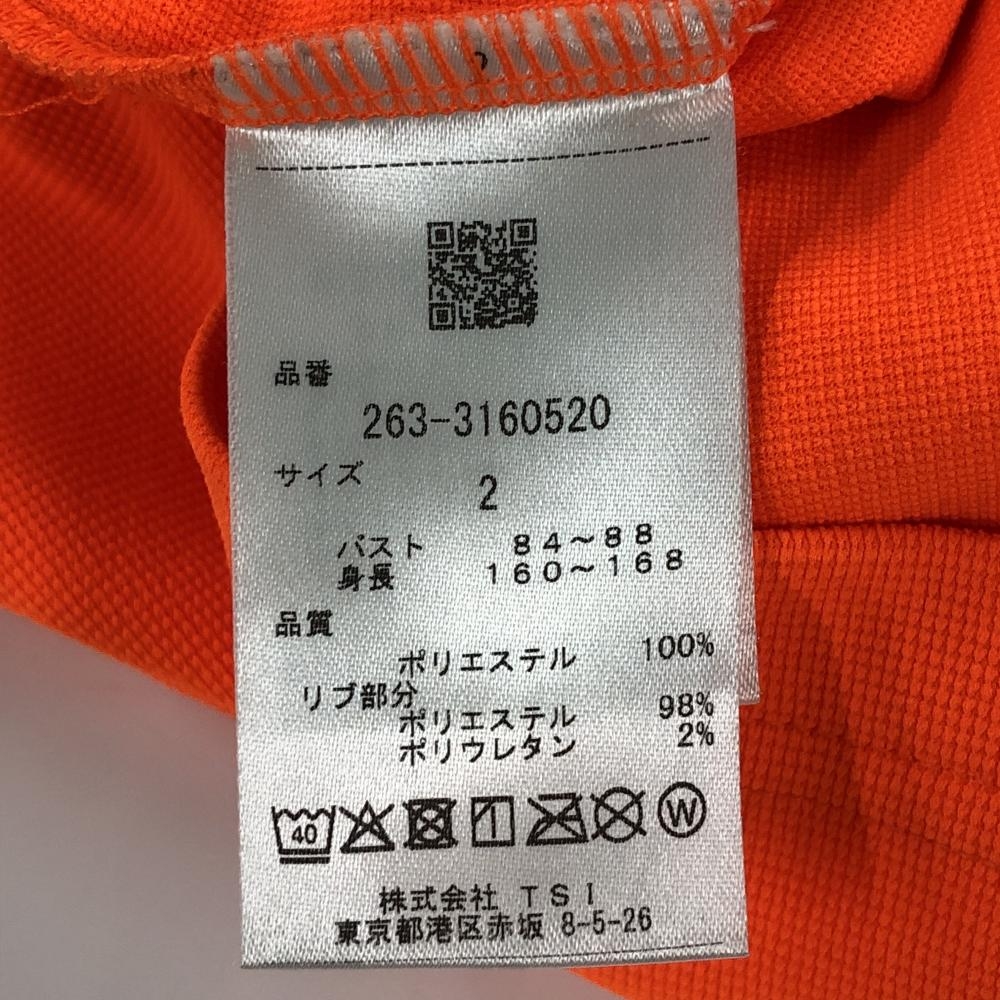 品番
263-3160520
サイズ
2
バスト 84~88
身長 160~168
品質
ポリエステル 100%
リブ部分
ポリエステル 98%
ポリウレタン 2%
40 W
株式会社 TSI
東京都港区赤坂 8-5-26